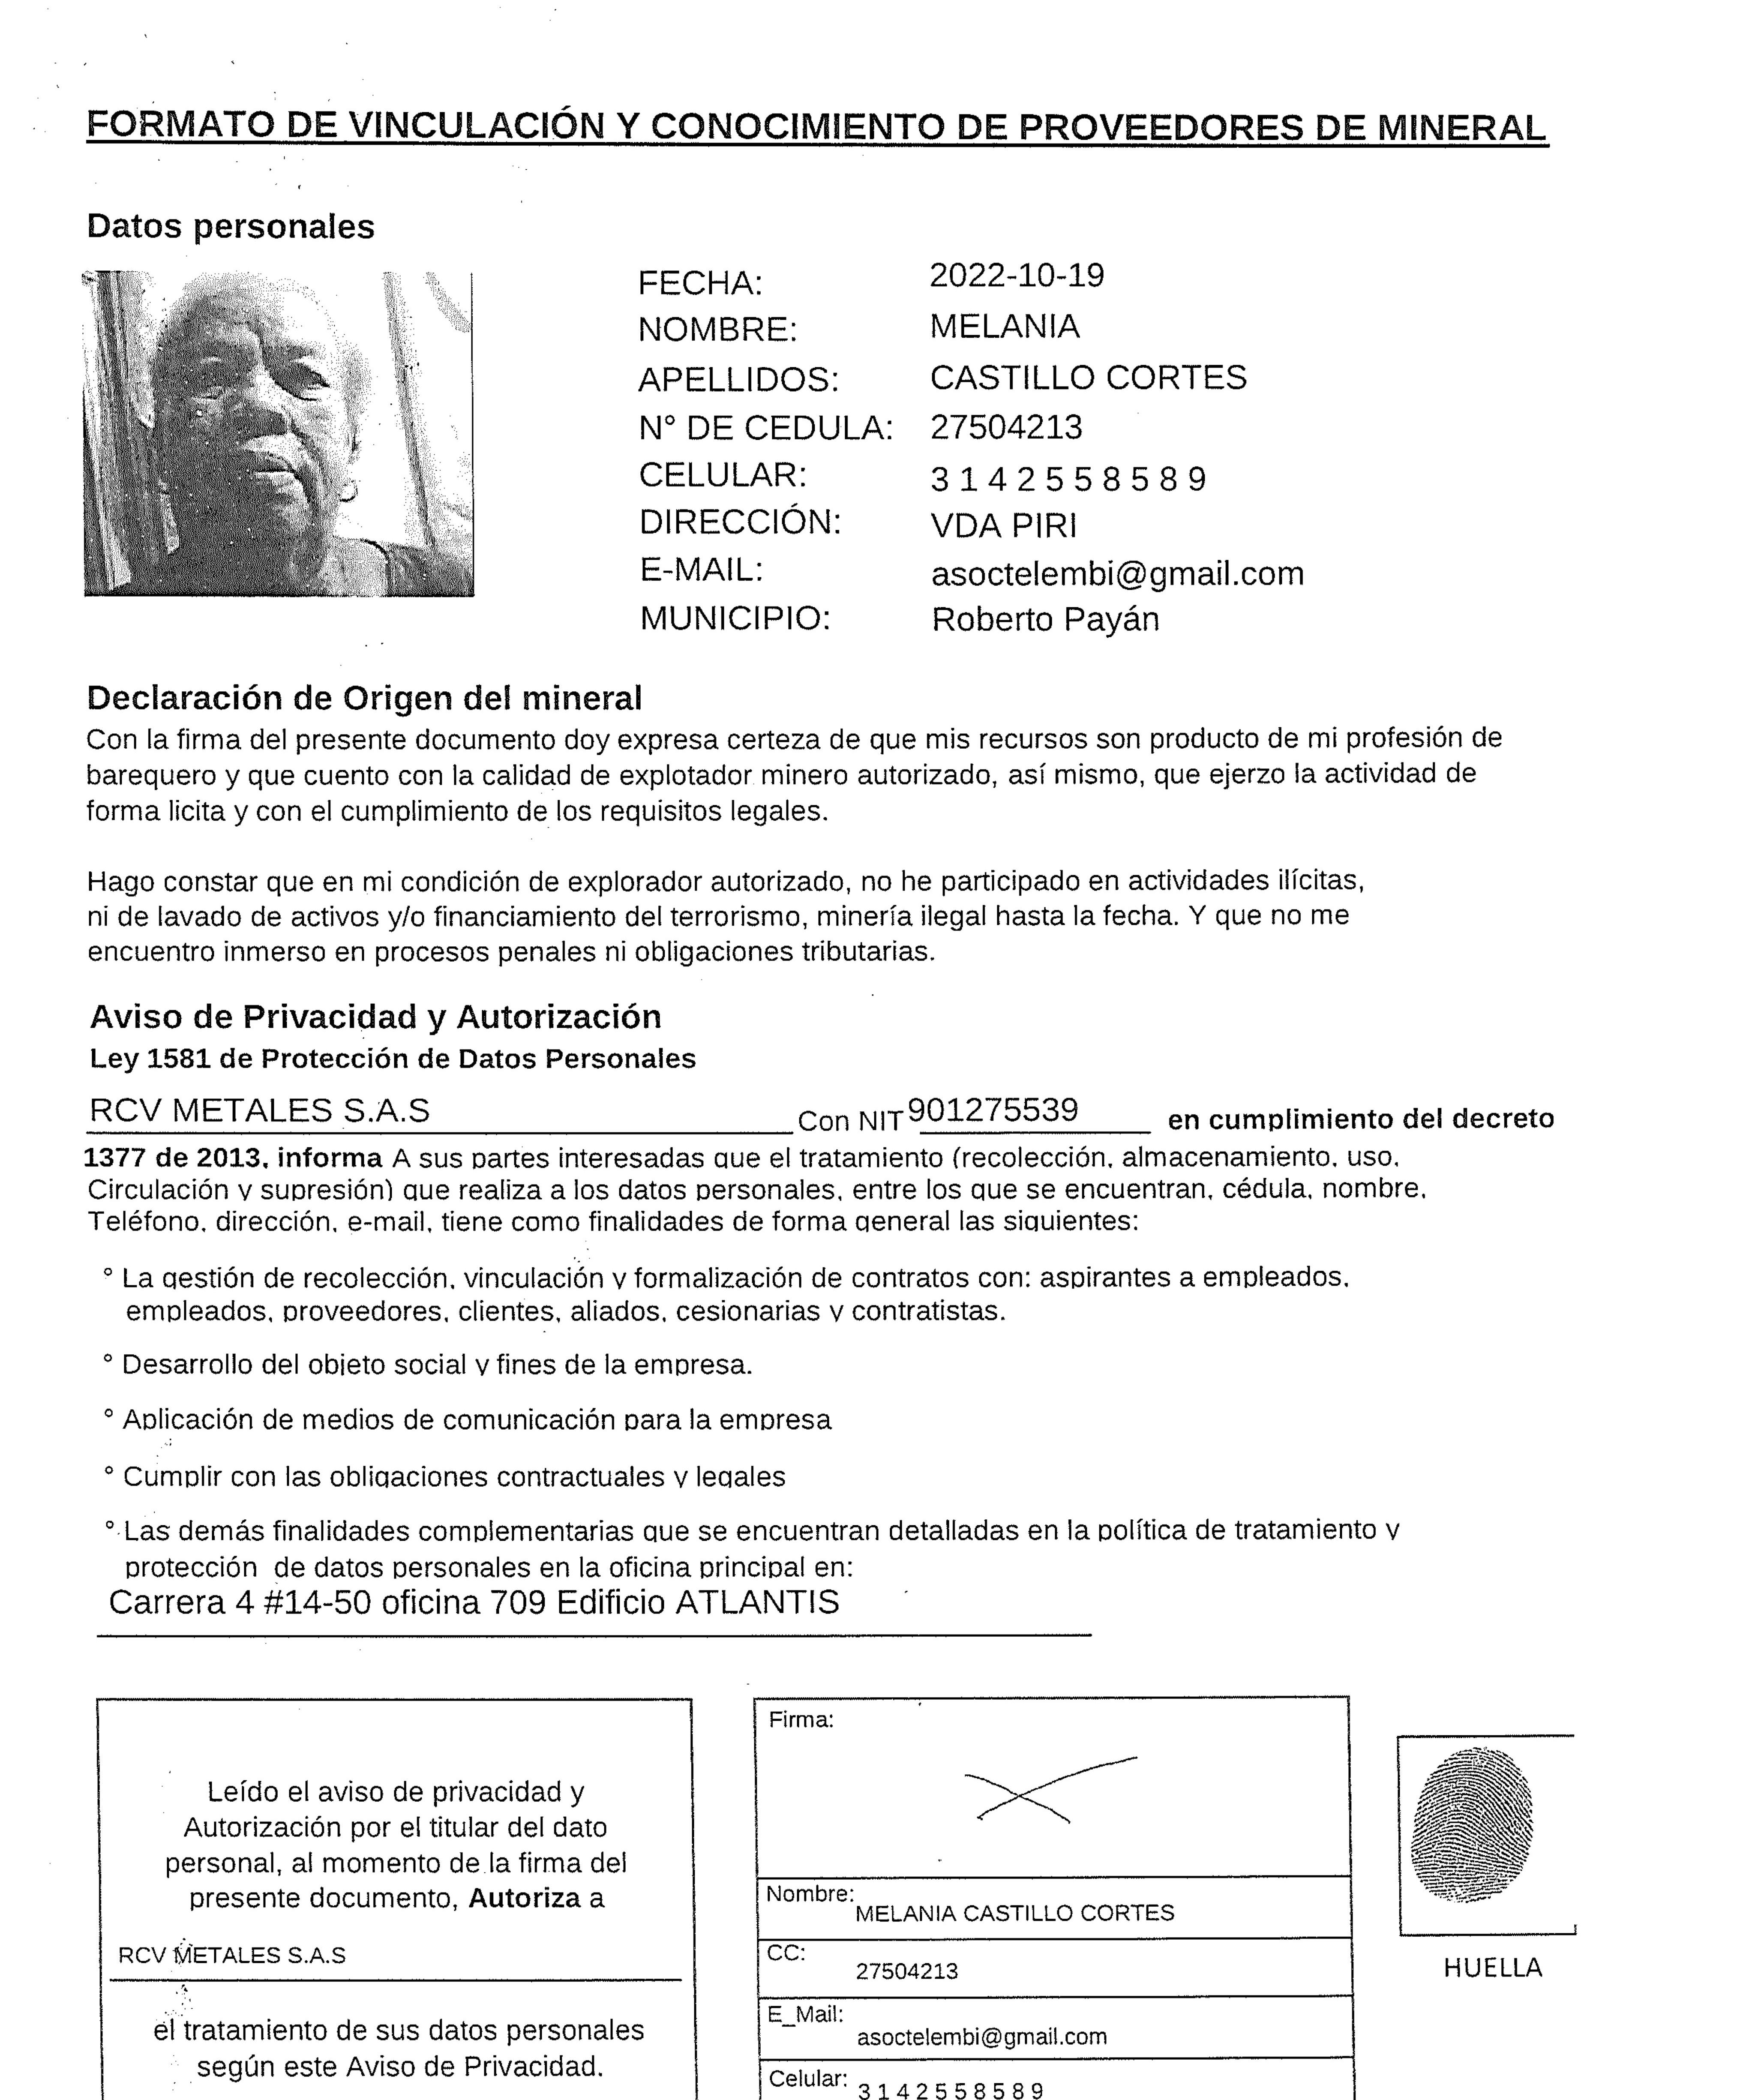 FORMATO DE VINCULACIÓN Y CONOCIMIENTO DE PROVEEDORES DE MINERAL
Datos personales
FECHA: 2022-10-19
NOMBRE: MELANIA
APELLIDOS: CASTILLO CORTES
N° DE CEDULA: 27504213
CELULAR: 3 1 4 2 5 5 8 5 8 9
DIRECCIÓN: VDA PIRI
E-MAIL: asoctelembi@gmail.com
MUNICIPIO: Roberto Payán
Declaración de Origen del mineral
Con la firma del presente documento doy expresa certeza de que mis recursos son producto de mi profesión de
barequero y que cuento con la calidad de explotador minero autorizado, así mismo, que ejerzo la actividad de
forma licita y con el cumplimiento de los requisitos legales.
Hago constar que en mi condición de explorador autorizado, no he participado en actividades ilícitas,
ni de lavado de activos y/o financiamiento del terrorismo, minería ilegal hasta la fecha. Y que no me
encuentro inmerso en procesos penales ni obligaciones tributarias.
Aviso de Privacidad y Autorización
Ley 1581 de Protección de Datos Personales
RCV METALES S.A.S Con NIT 901275539 en cumplimiento del decreto
1377 de 2013, informa A sus partes interesadas que el tratamiento (recolección, almacenamiento, uso,
Circulación y supresión) que realiza a los datos personales, entre los que se encuentran, cédula, nombre,
Teléfono, dirección, e-mail, tiene como finalidades de forma general las siguientes:
° La gestión de recolección, vinculación y formalización de contratos con: aspirantes a empleados,
empleados, proveedores, clientes, aliados, cesionarias y contratistas.
° Desarrollo del objeto social y fines de la empresa.
° Aplicación de medios de comunicación para la empresa
° Cumplir con las obligaciones contractuales y legales
° Las demás finalidades complementarias que se encuentran detalladas en la política de tratamiento y
protección de datos personales en la oficina principal en:
Carrera 4 #14-50 oficina 709 Edificio ATLANTIS
Leído el aviso de privacidad y
Autorización por el titular del dato
personal, al momento de la firma del
presente documento, Autoriza a
RCV METALES S.A.S
el tratamiento de sus datos personales
según este Aviso de Privacidad.
Firma:
Nombre: MELANIA CASTILLO CORTES
CC: 27504213
E_Mail: asoctelembi@gmail.com
Celular: 3 1 4 2 5 5 8 5 8 9
HUELLA